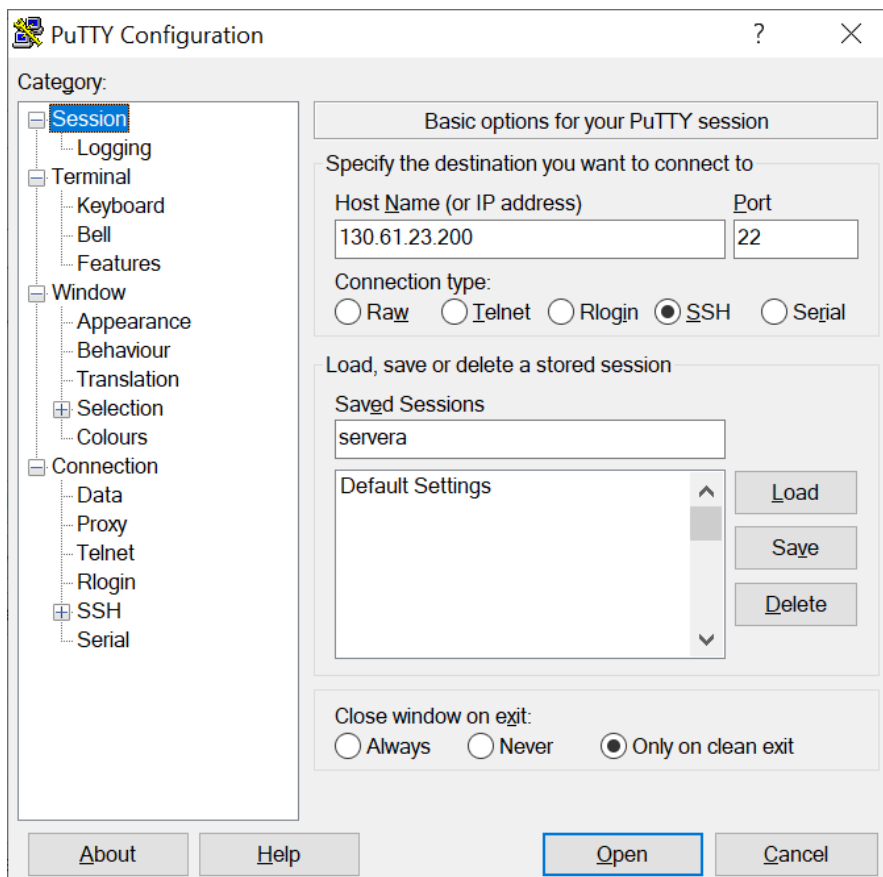 PuTTY Configuration
?
Category:
Session
Logging
Terminal
Keyboard
Bell
Features
Window
Appearance
Behaviour
Translation
Selection
Colours
Connection
Data
Proxy
Telnet
Rlogin
SSH
Serial
Basic options for your PuTTY session
Specify the destination you want to connect to
Host Name (or IP address) Port
130.61.23.200 22
Connection type:
Raw Telnet Rlogin SSH Serial
Load, save or delete a stored session
Saved Sessions
servera
Default Settings
Load
Save
Delete
Close window on exit:
Always Never Only on clean exit
About Help Open Cancel